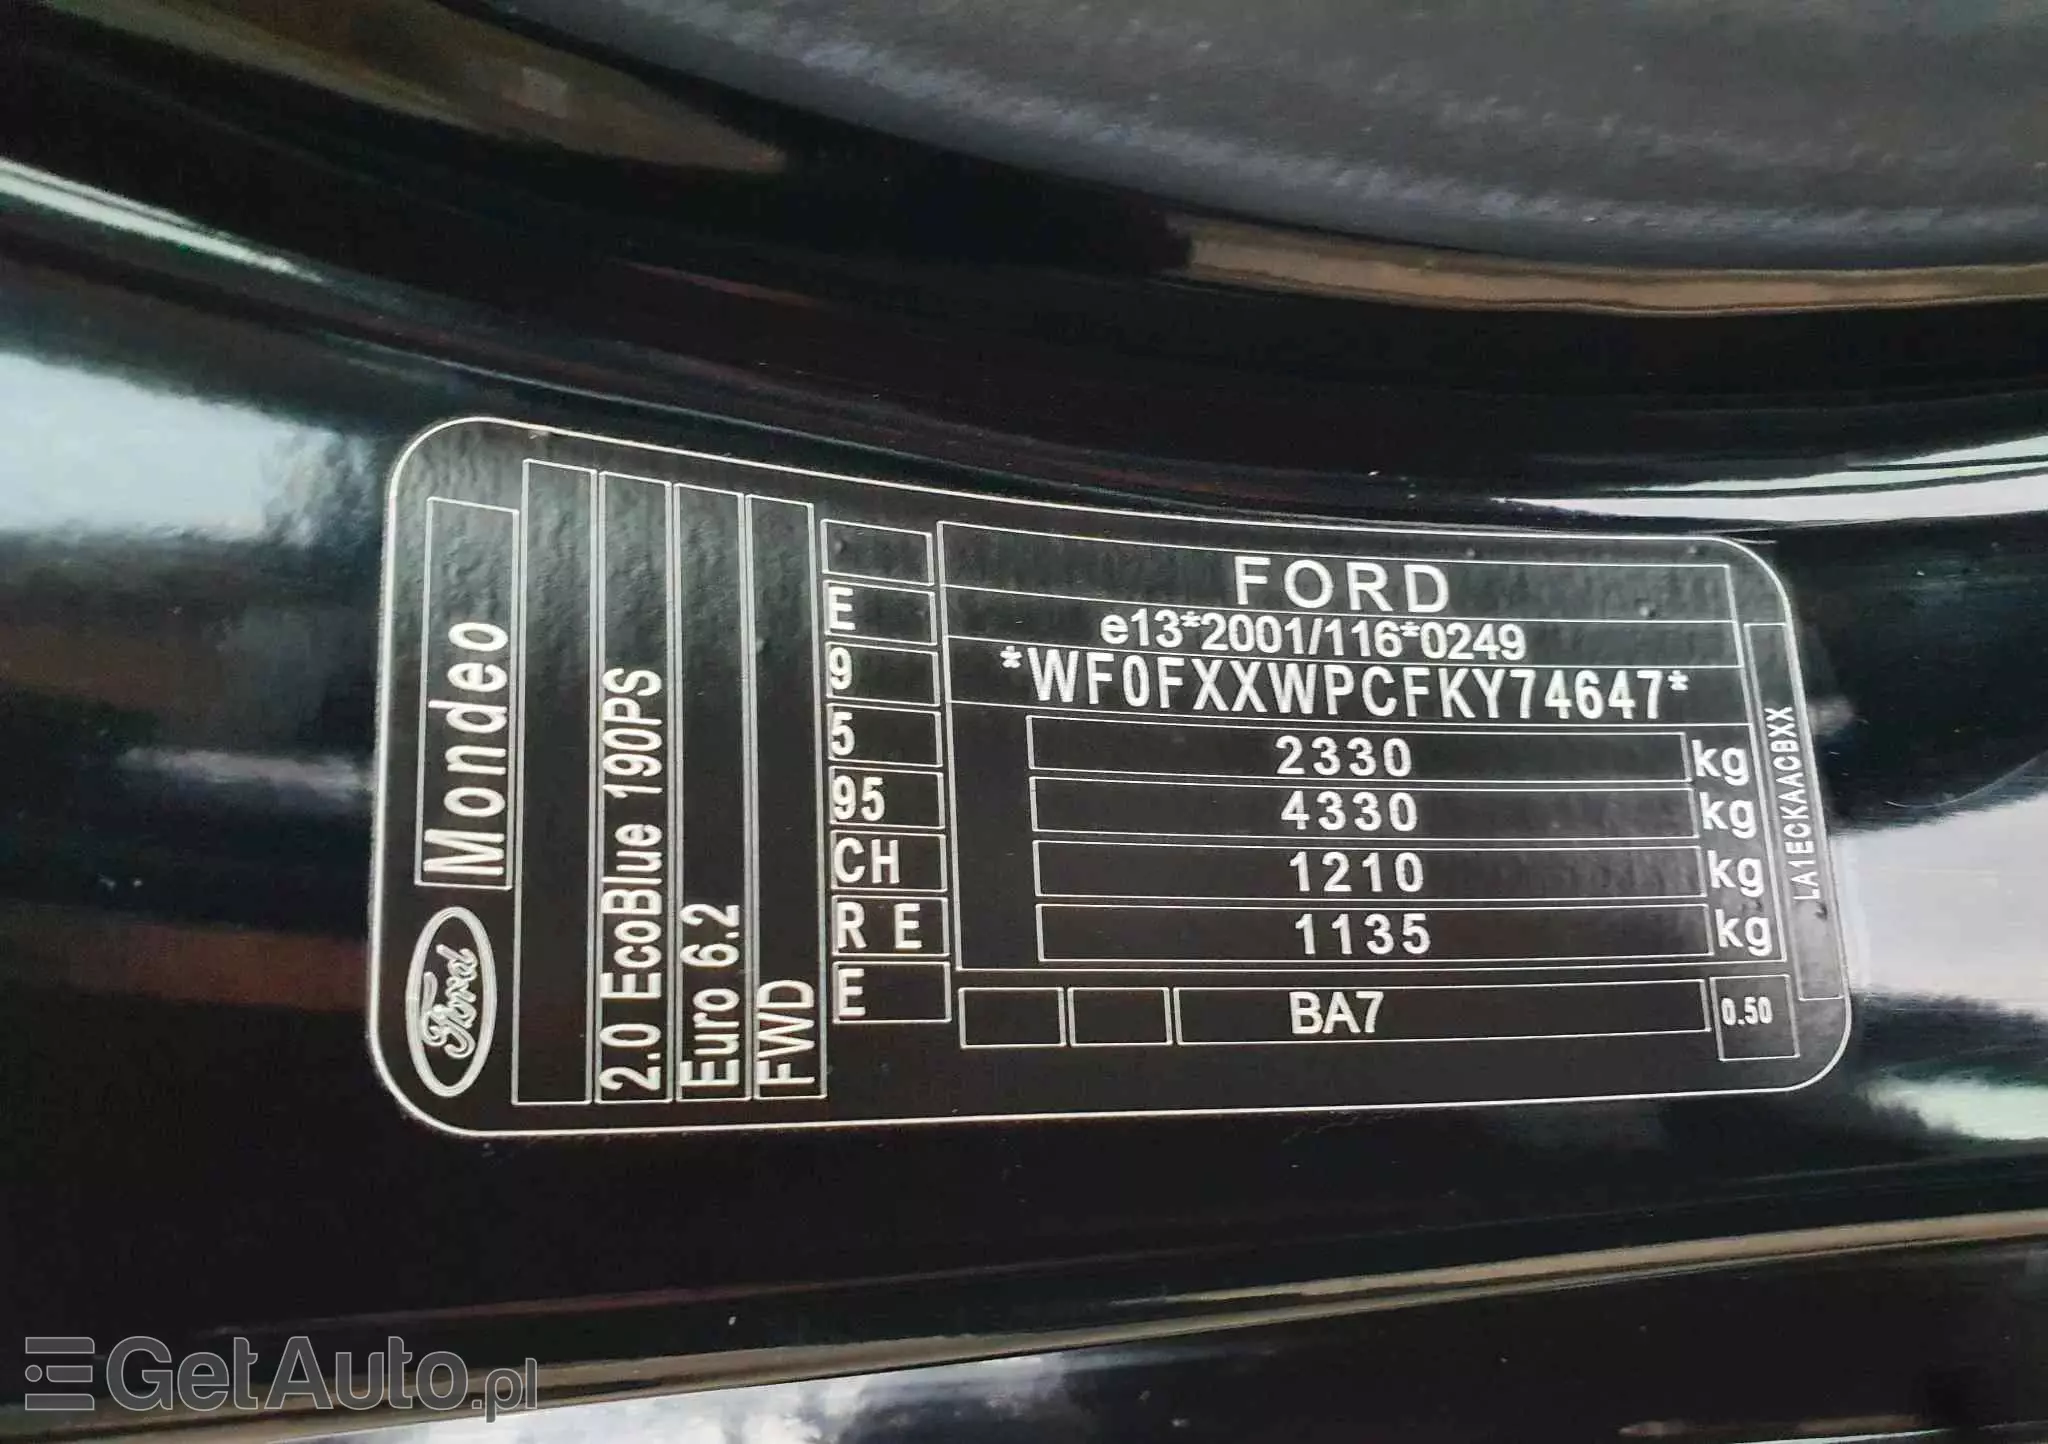 Ford
Mondeo
2.0 EcoBlue 190PS
Euro 6.2
FWD
E
9
5
95
CH
R E
E
FORD
e13*2001/116*0249
*WF0FXXWPCFKY74647*
2330 kg
4330 kg
1210 kg
1135 kg
BA7
0.50
LA1ECKAACBXX
GetAuto.pl